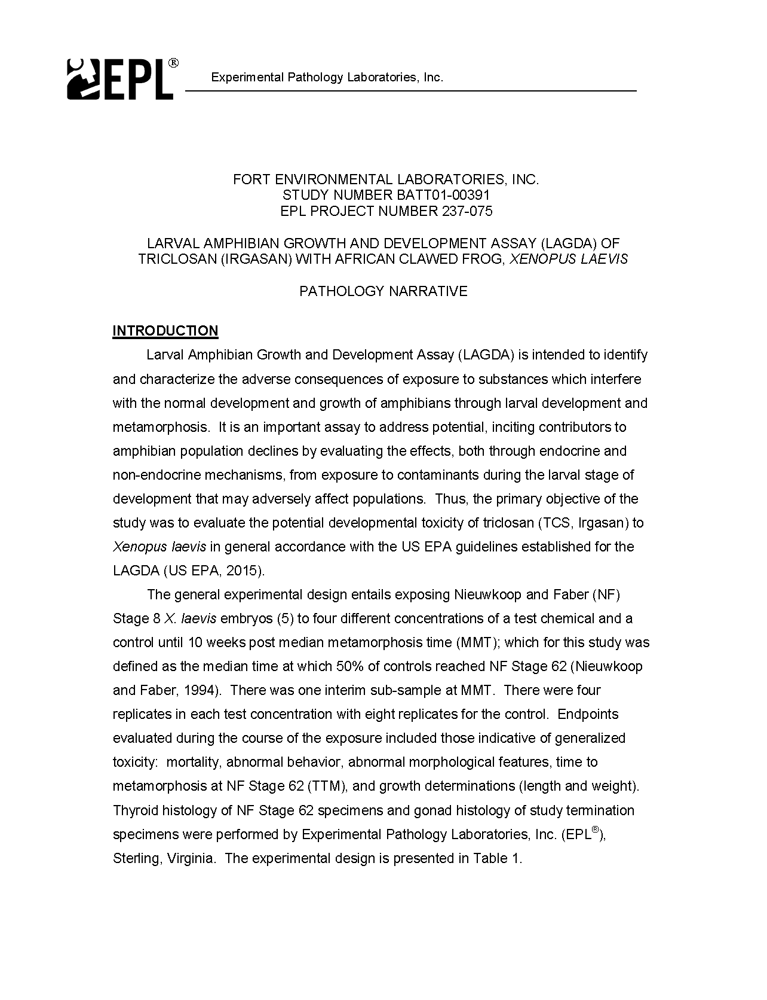 EPL®
Experimental Pathology Laboratories, Inc.
FORT ENVIRONMENTAL LABORATORIES, INC.
STUDY NUMBER BATT01-00391
EPL PROJECT NUMBER 237-075
LARVAL AMPHIBIAN GROWTH AND DEVELOPMENT ASSAY (LAGDA) OF
TRICLOSAN (IRGASAN) WITH AFRICAN CLAWED FROG, XENOPUS LAEVIS
PATHOLOGY NARRATIVE
INTRODUCTION
Larval Amphibian Growth and Development Assay (LAGDA) is intended to identify
and characterize the adverse consequences of exposure to substances which interfere
with the normal development and growth of amphibians through larval development and
metamorphosis.  It is an important assay to address potential, inciting contributors to
amphibian population declines by evaluating the effects, both through endocrine and
non-endocrine mechanisms, from exposure to contaminants during the larval stage of
development that may adversely affect populations.  Thus, the primary objective of the
study was to evaluate the potential developmental toxicity of triclosan (TCS, Irgasan) to
Xenopus laevis in general accordance with the US EPA guidelines established for the
LAGDA (US EPA, 2015).
The general experimental design entails exposing Nieuwkoop and Faber (NF)
Stage 8 X. laevis embryos (5) to four different concentrations of a test chemical and a
control until 10 weeks post median metamorphosis time (MMT); which for this study was
defined as the median time at which 50% of controls reached NF Stage 62 (Nieuwkoop
and Faber, 1994).  There was one interim sub-sample at MMT.  There were four
replicates in each test concentration with eight replicates for the control.  Endpoints
evaluated during the course of the exposure included those indicative of generalized
toxicity:  mortality, abnormal behavior, abnormal morphological features, time to
metamorphosis at NF Stage 62 (TTM), and growth determinations (length and weight).
Thyroid histology of NF Stage 62 specimens and gonad histology of study termination
specimens were performed by Experimental Pathology Laboratories, Inc. (EPL®),
Sterling, Virginia.  The experimental design is presented in Table 1.